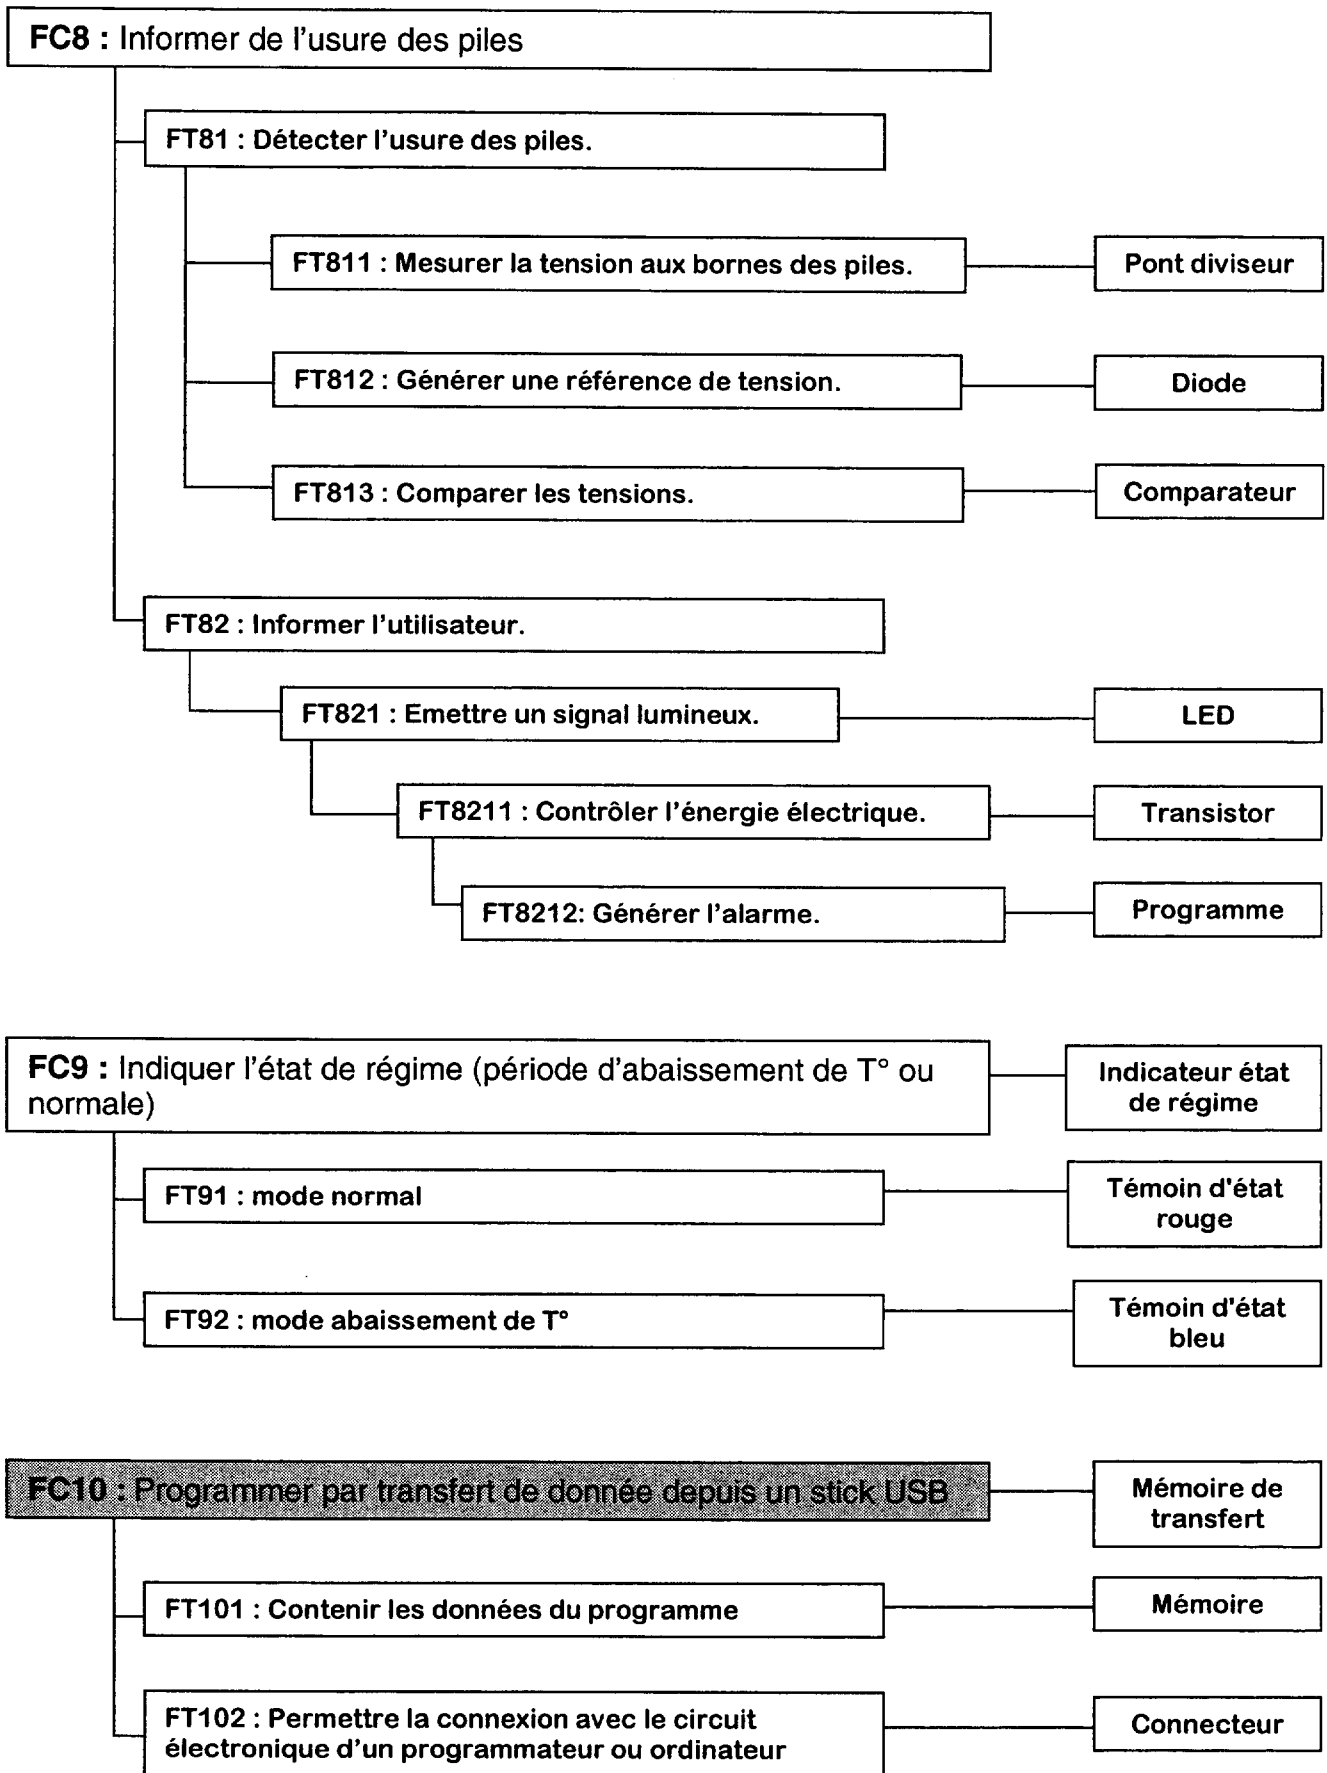 FC8 : Informer de l'usure des piles
FT81 : Détecter l'usure des piles.
FT811 : Mesurer la tension aux bornes des piles.
Pont diviseur
FT812 : Générer une référence de tension.
Diode
FT813 : Comparer les tensions.
Comparateur
FT82 : Informer l'utilisateur.
FT821 : Emettre un signal lumineux.
LED
FT8211 : Contrôler l'énergie électrique.
Transistor
FT8212: Générer l'alarme.
Programme
FC9 : Indiquer l'état de régime (période d'abaissement de T° ou
normale)
Indicateur état
de régime
FT91 : mode normal
Témoin d'état
rouge
FT92 : mode abaissement de T°
Témoin d'état
bleu
FC10 : Programmer par transfert de donnée depuis un stick USB
Mémoire de
transfert
FT101 : Contenir les données du programme
Mémoire
FT102 : Permettre la connexion avec le circuit
électronique d'un programmateur ou ordinateur
Connecteur